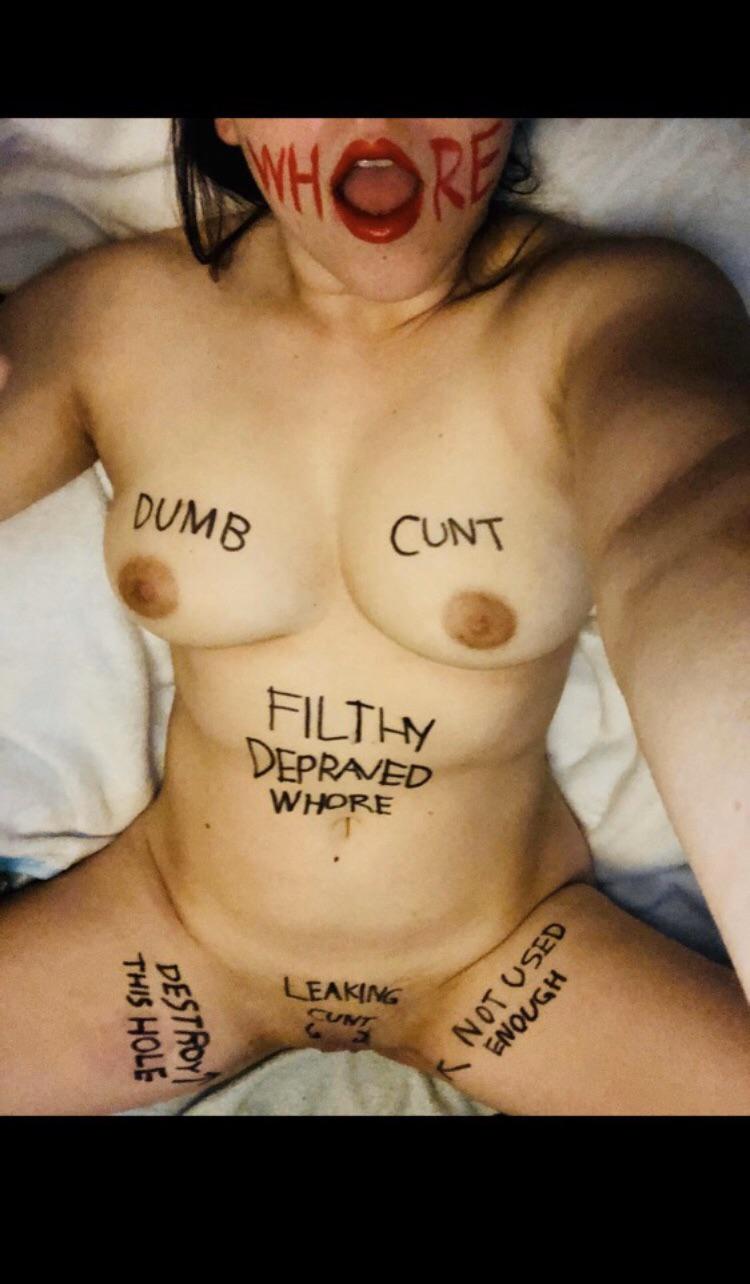 WHORE
DUMB
CUNT
FILTHY
DEPRAVED
WHORE
DESTROY
THIS HOLE
LEAKING
CUNT
NOT USED
ENOUGH